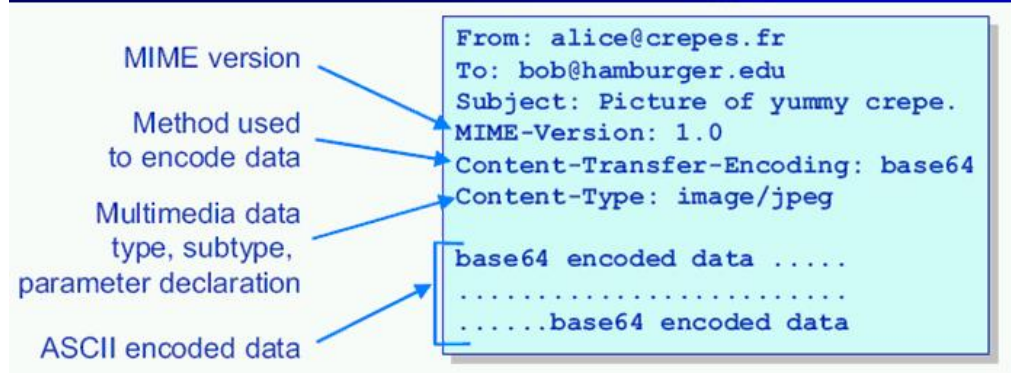 MIME version
Method used
to encode data
Multimedia data
type, subtype,
parameter declaration
ASCII encoded data
From: alice@crepes.fr
To: bob@hamburger.edu
Subject: Picture of yummy crepe.
MIME-Version: 1.0
Content-Transfer-Encoding: base64
Content-Type: image/jpeg
base64 encoded data .....
.........................
......base64 encoded data